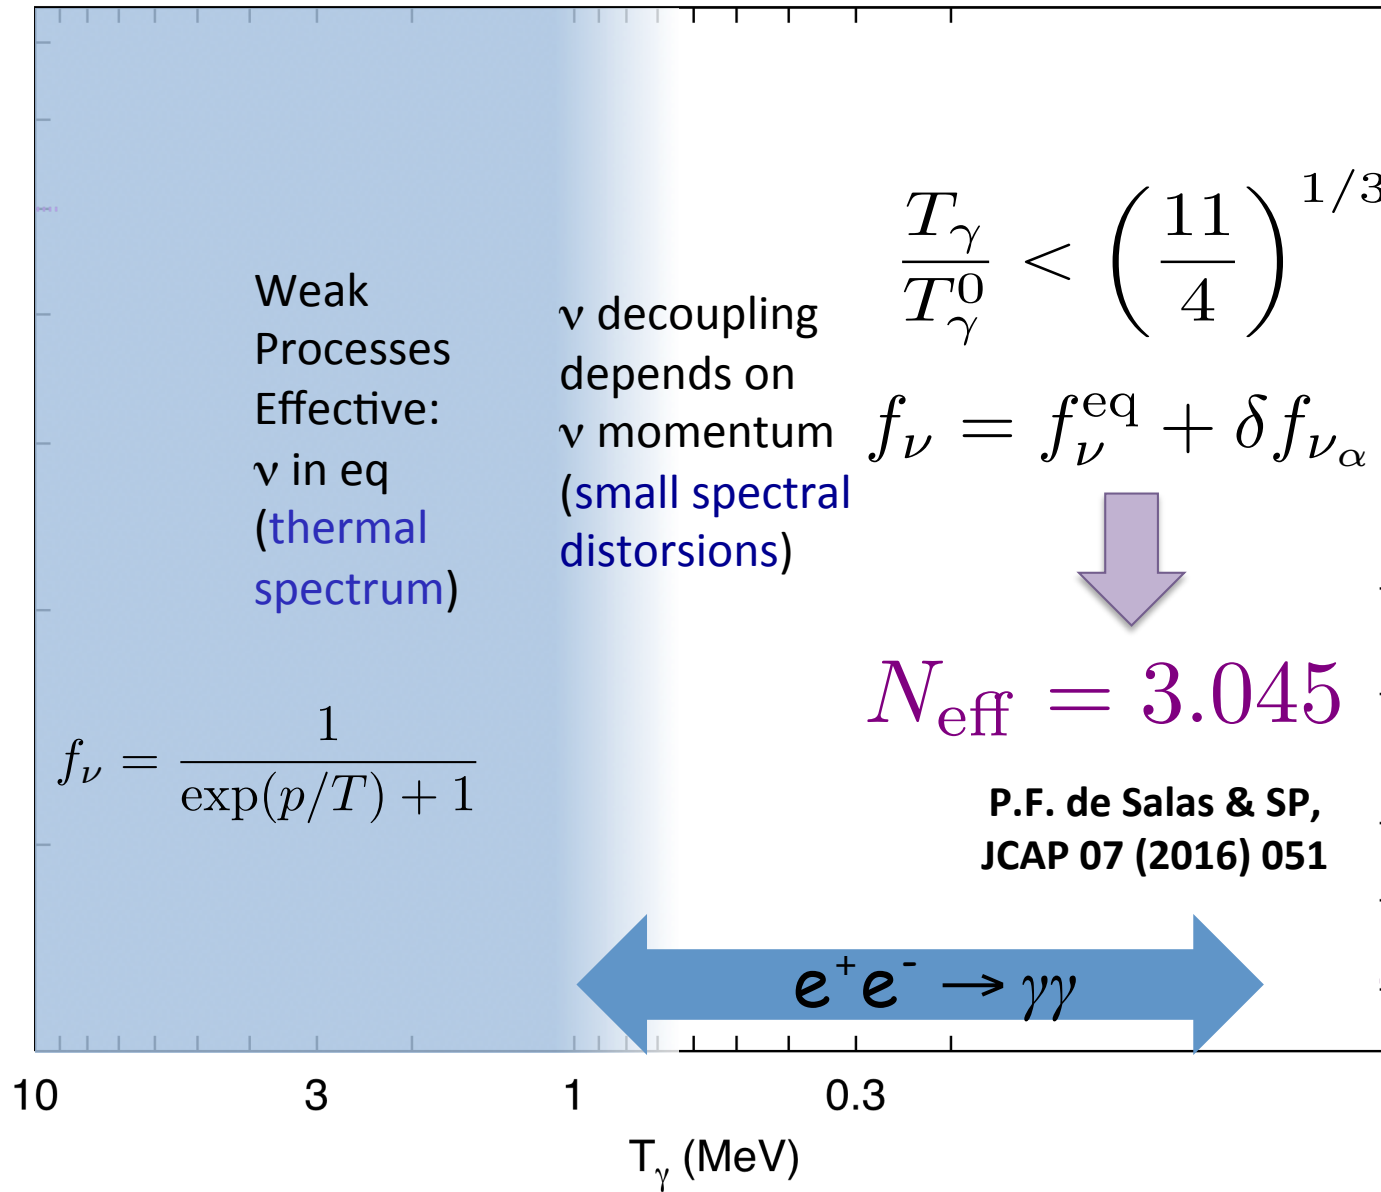 Weak
Processes
Effective:
ν in eq
(thermal
spectrum)
f_ν = 1 / (exp(p/T) + 1)
ν decoupling
depends on
ν momentum
(small spectral
distorsions)
T_γ / T_γ^0 < (11/4)^{1/3}
f_ν = f_ν^eq + δf_{ν_α}
N_eff = 3.045
P.F. de Salas & SP,
JCAP 07 (2016) 051
e⁺e⁻ → γγ
10 3 1 0.3
T_γ (MeV)